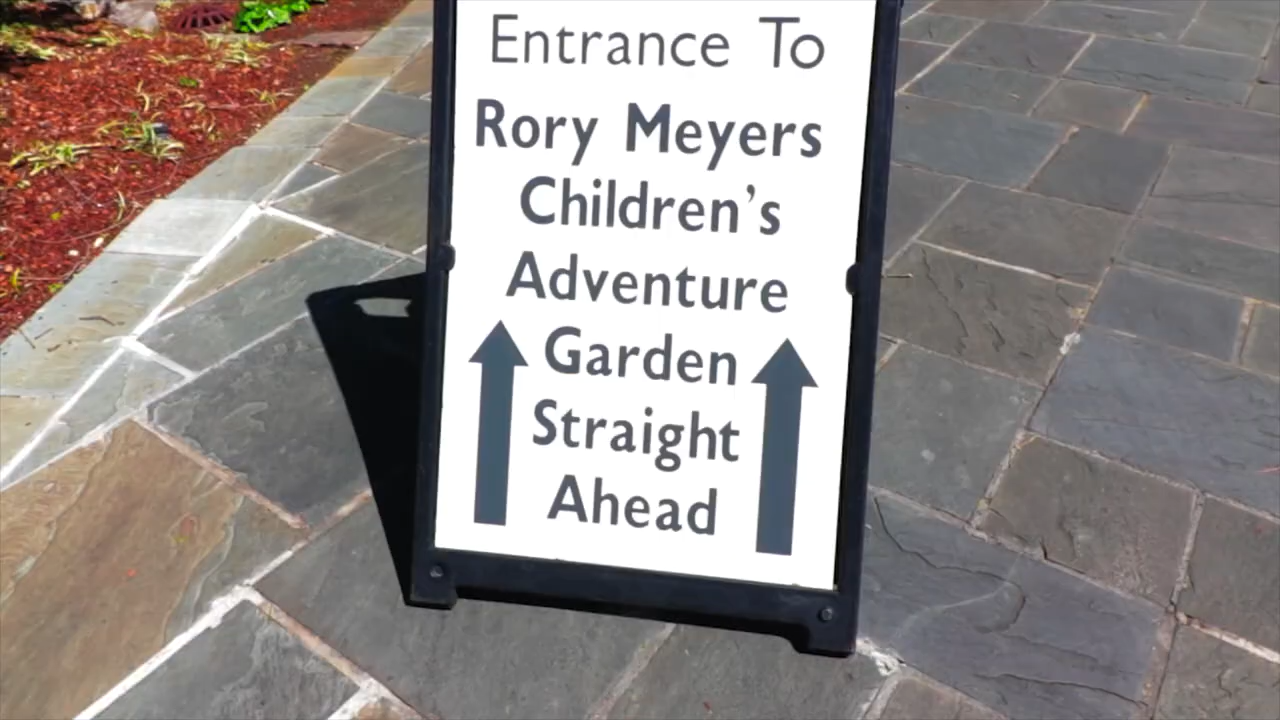 Entrance To
Rory Meyers
Children's
Adventure
Garden
Straight
Ahead